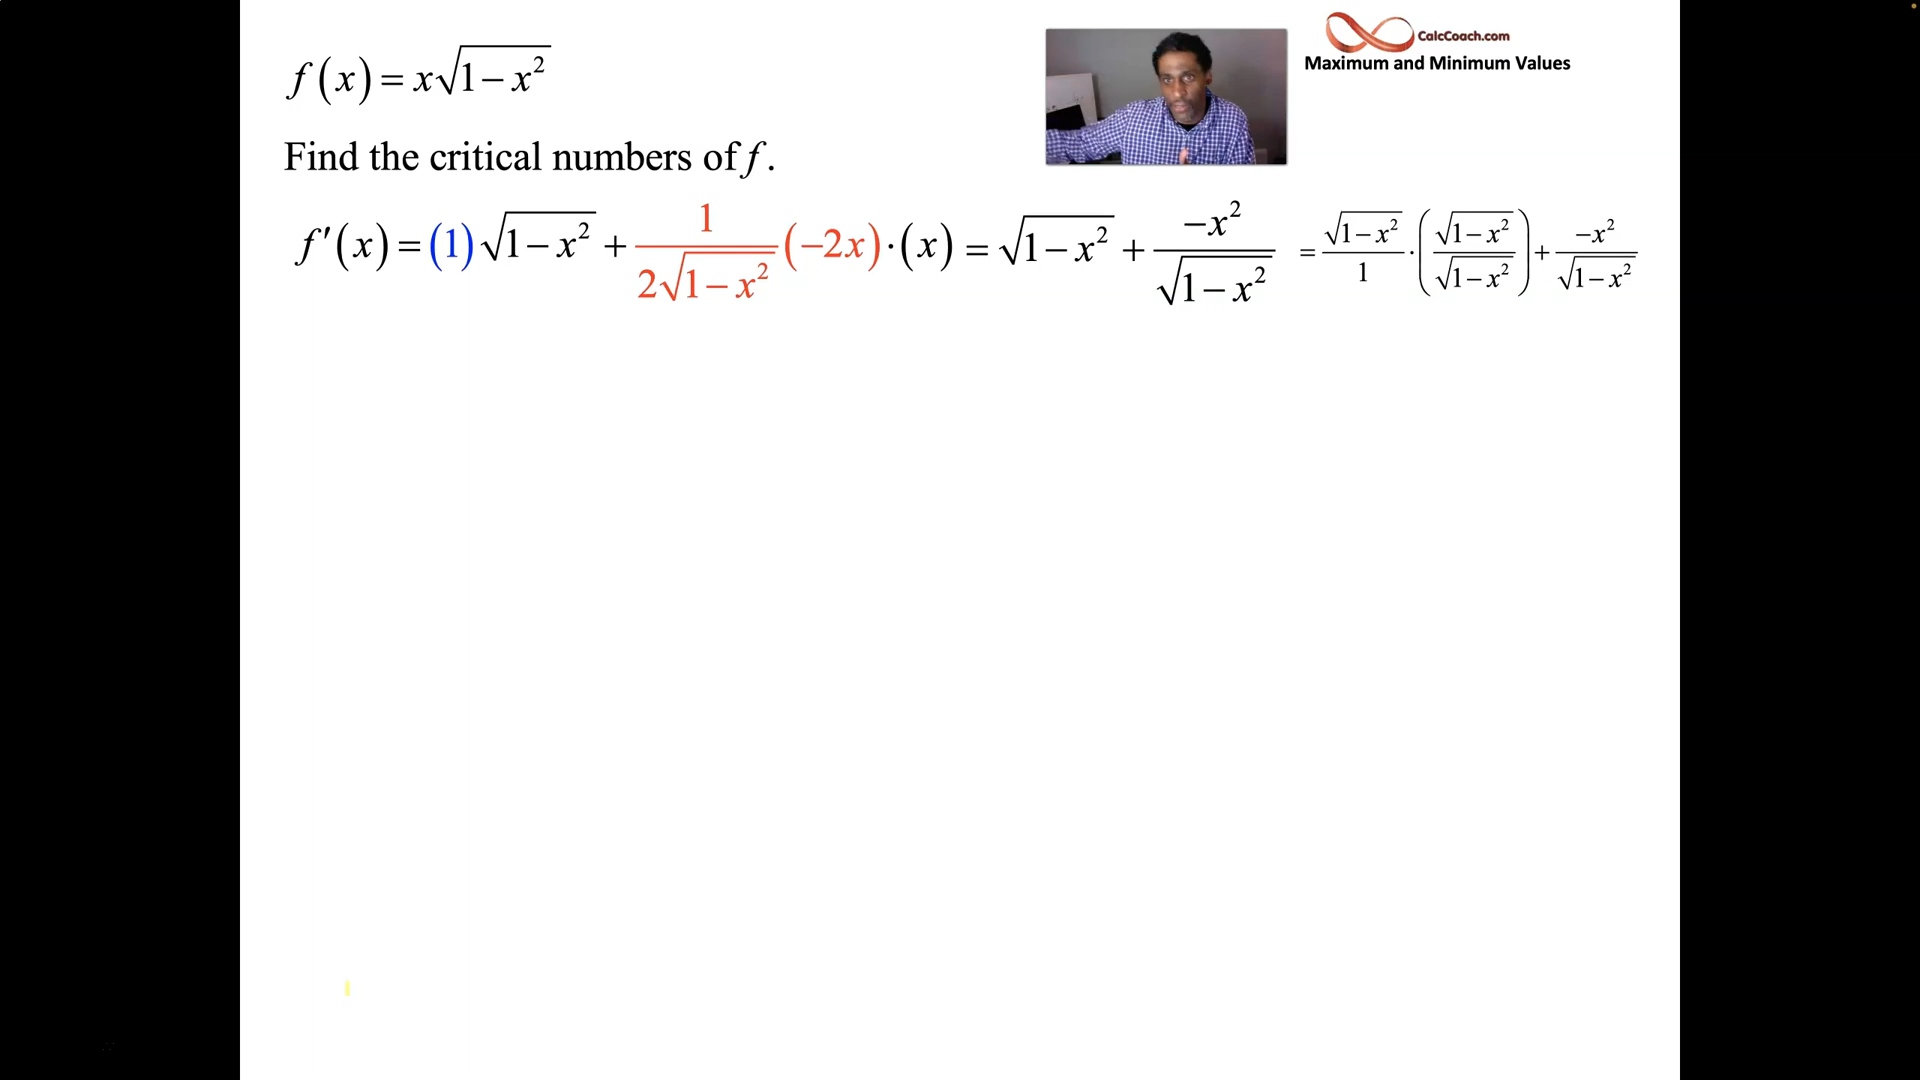 CalcCoach.com
Maximum and Minimum Values
f(x) = x√(1−x²)
Find the critical numbers of f.
f′(x) = (1)√(1−x²) + 1/(2√(1−x²)) (−2x)·(x) = √(1−x²) + −x²/√(1−x²) = √(1−x²)/1 · (√(1−x²)/√(1−x²)) + −x²/√(1−x²)